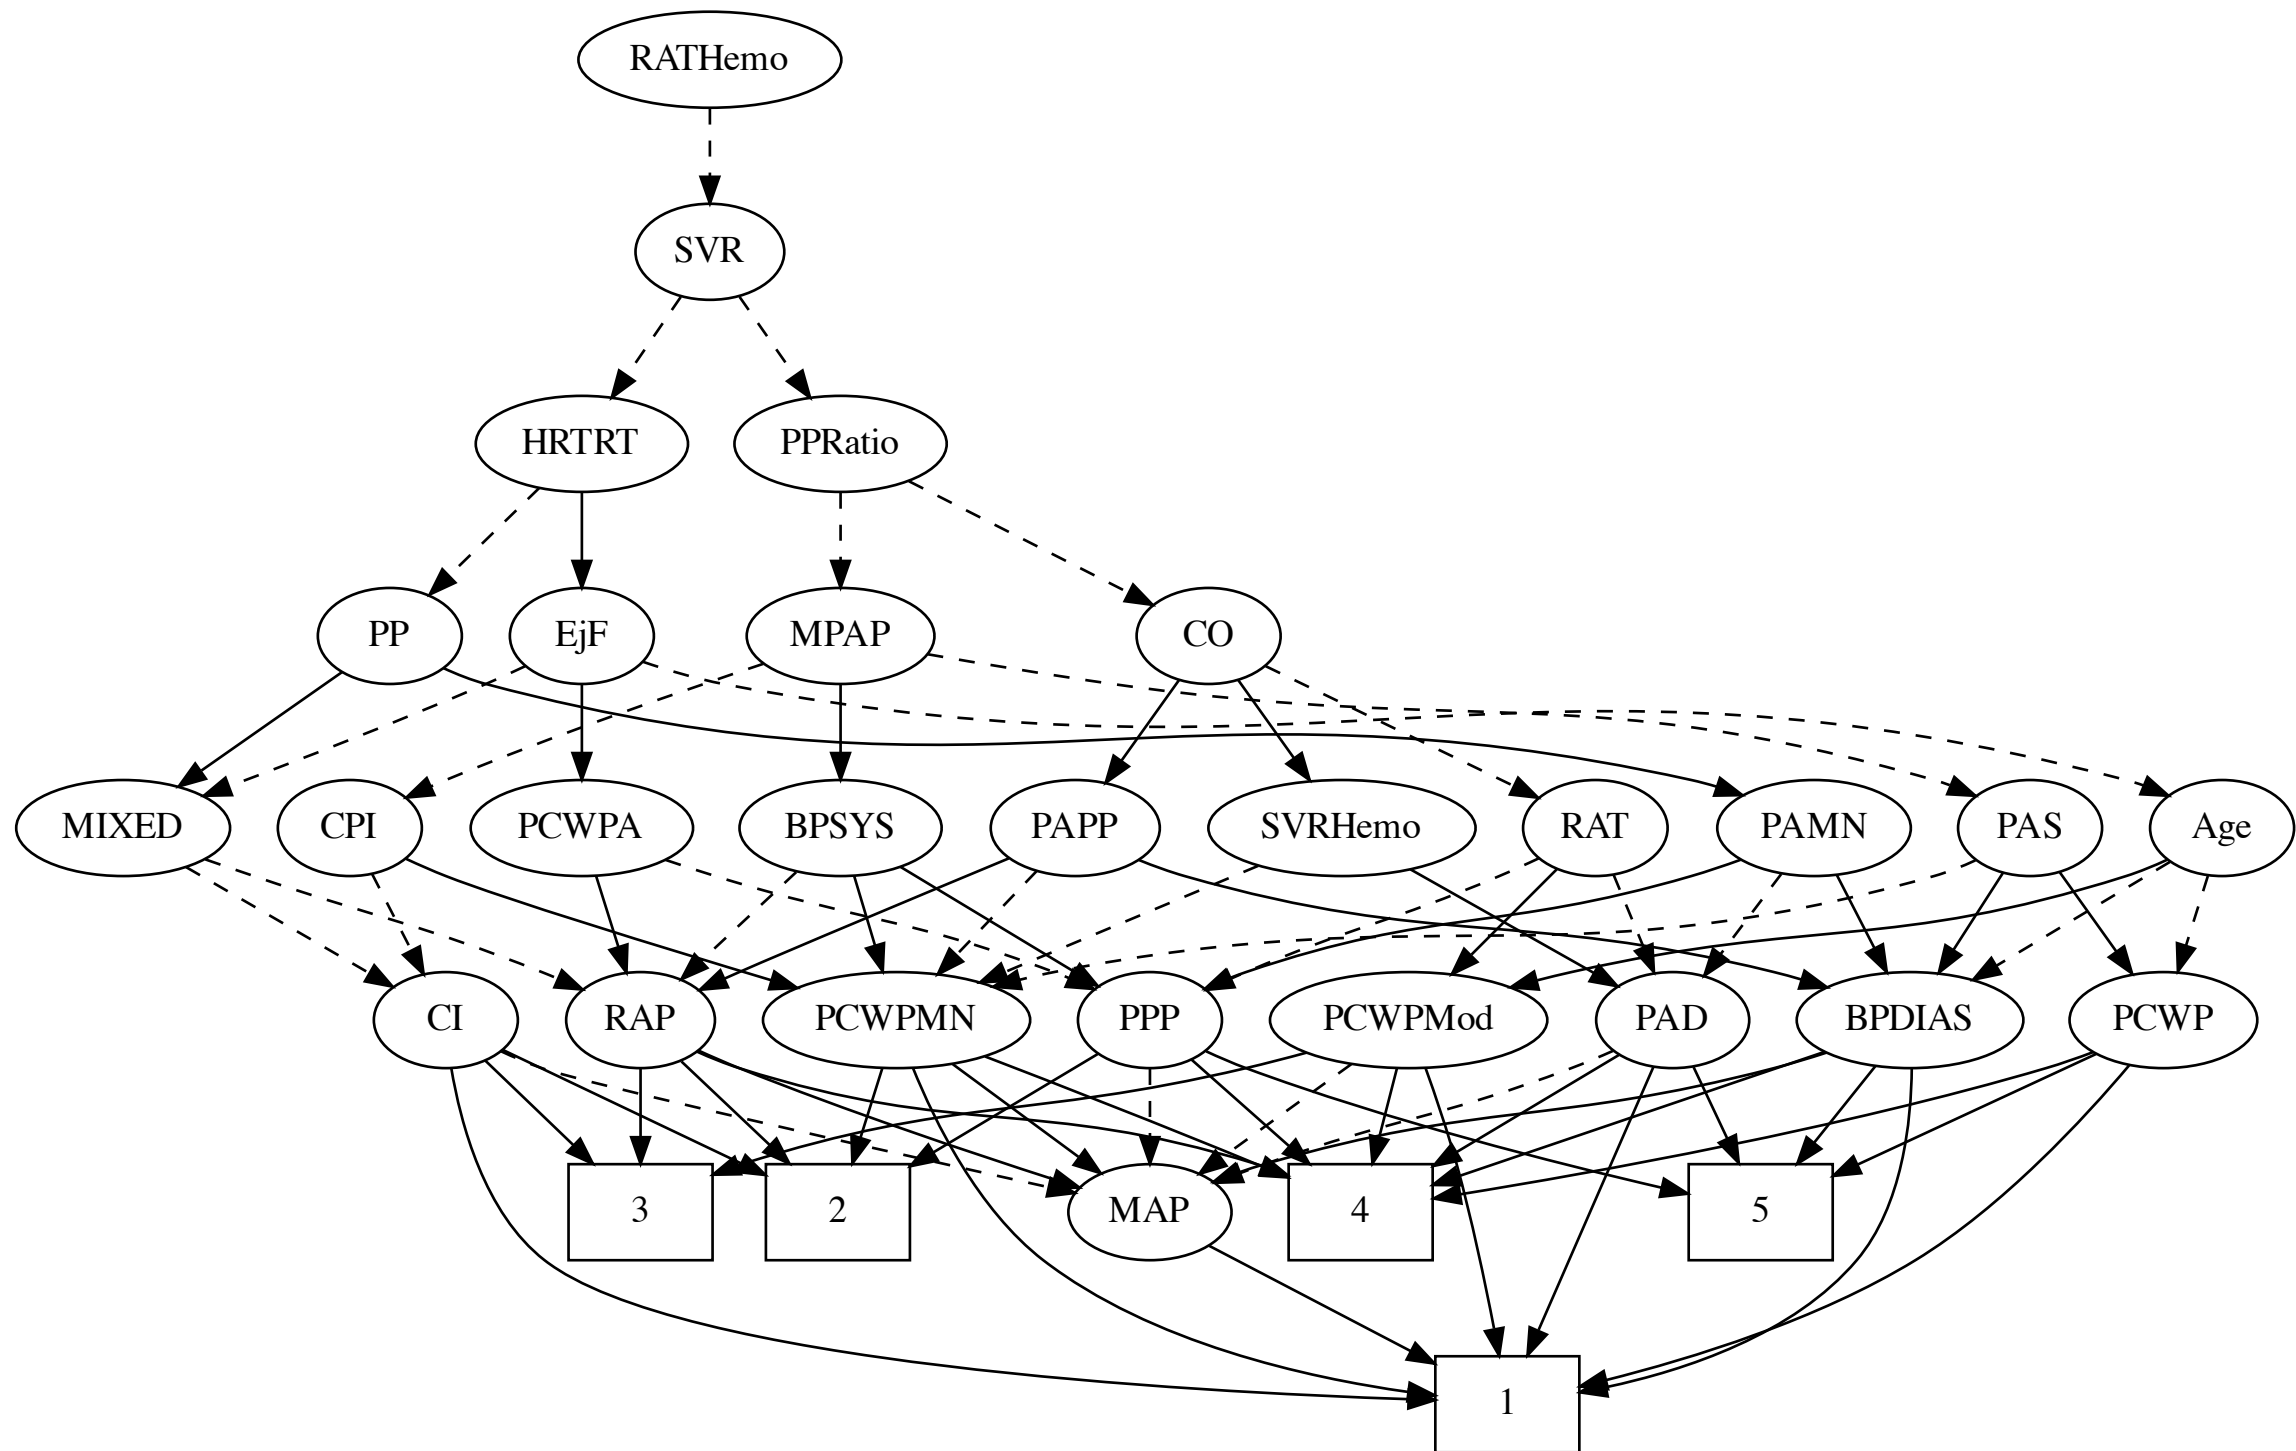 RATHemo
SVR
HRTRT
PPRatio
PP
EjF
MPAP
CO
MIXED
CPI
PCWPA
BPSYS
PAPP
SVRHemo
RAT
PAMN
PAS
Age
CI
RAP
PCWPMN
PPP
PCWPMod
PAD
BPDIAS
PCWP
3
2
MAP
4
5
1